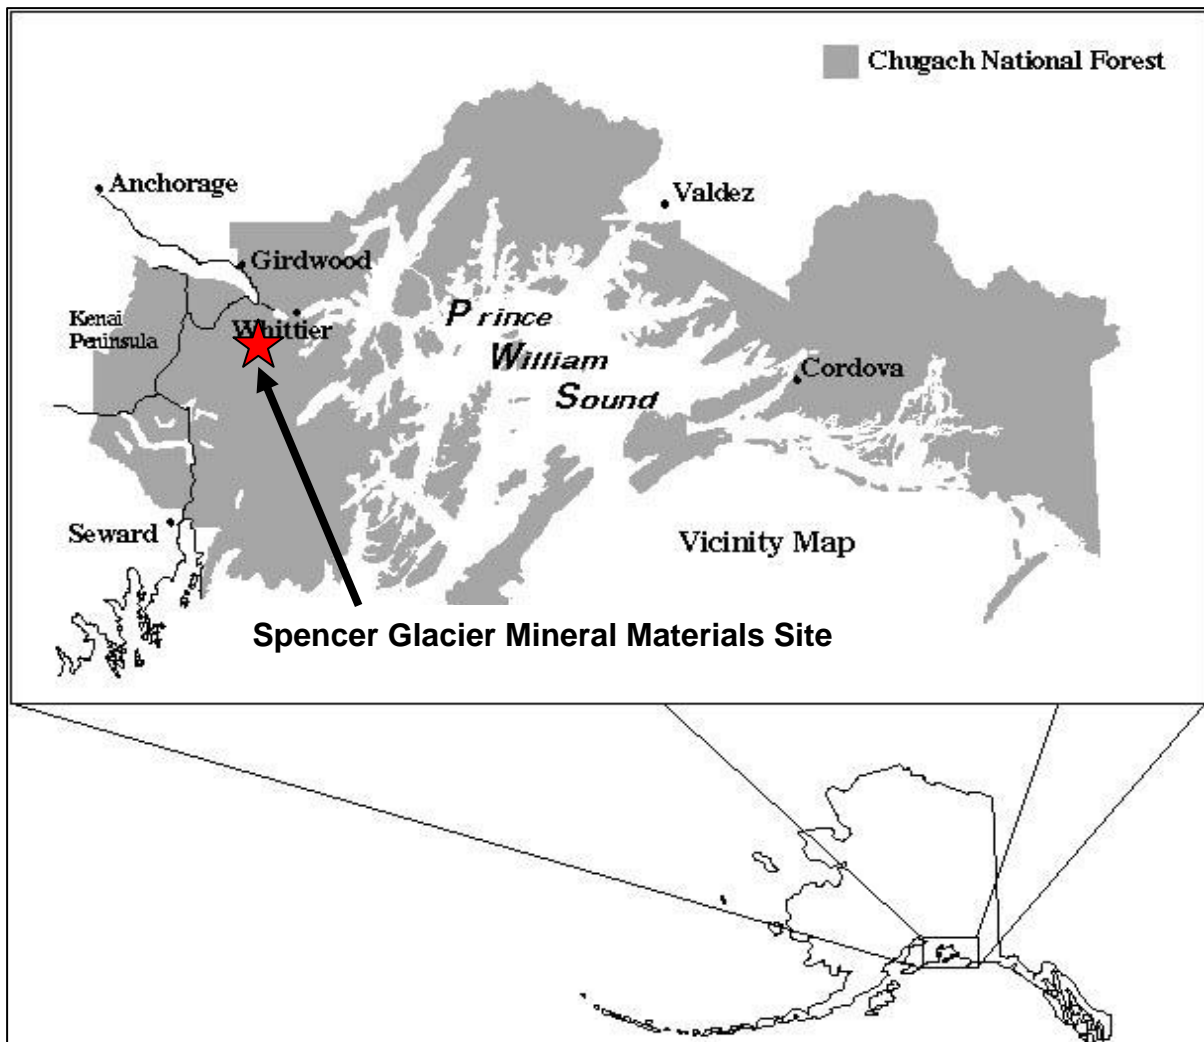 Chugach National Forest
Anchorage
Valdez
Girdwood
Prince
William
Sound
Kenai
Peninsula
Whittier
Cordova
Seward
Vicinity Map
Spencer Glacier Mineral Materials Site